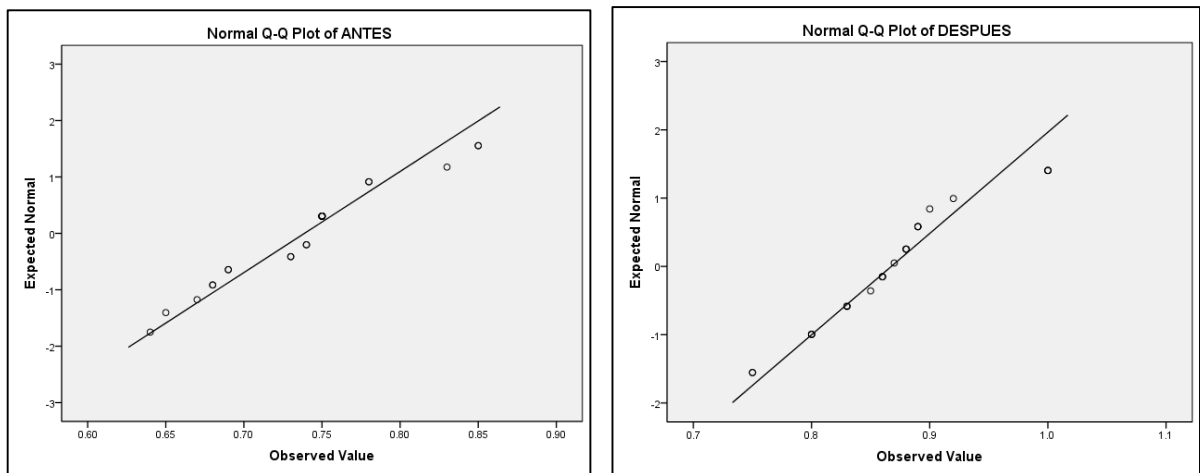 Normal Q-Q Plot of ANTES
Expected Normal
3
2
1
0
-1
-2
-3
0.60 0.65 0.70 0.75 0.80 0.85 0.90
Observed Value
Normal Q-Q Plot of DESPUES
Expected Normal
3
2
1
0
-1
-2
0.7 0.8 0.9 1.0 1.1
Observed Value